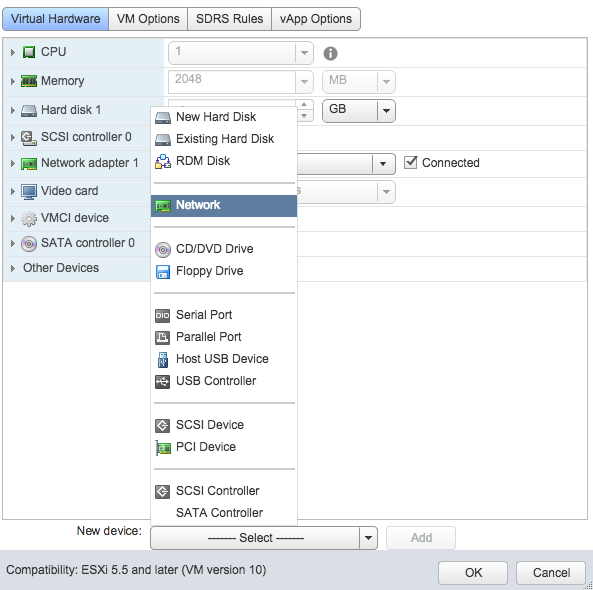 Virtual Hardware VM Options SDRS Rules vApp Options
CPU 1
Memory 2048 MB
Hard disk 1 GB
New Hard Disk
SCSI controller 0 Existing Hard Disk
Network adapter 1 RDM Disk Connected
Video card s
Network
VMCI device
SATA controller 0 CD/DVD Drive
Other Devices Floppy Drive
Serial Port
Parallel Port
Host USB Device
USB Controller
SCSI Device
PCI Device
SCSI Controller
SATA Controller
New device: ------- Select ------- Add
Compatibility: ESXi 5.5 and later (VM version 10) OK Cancel